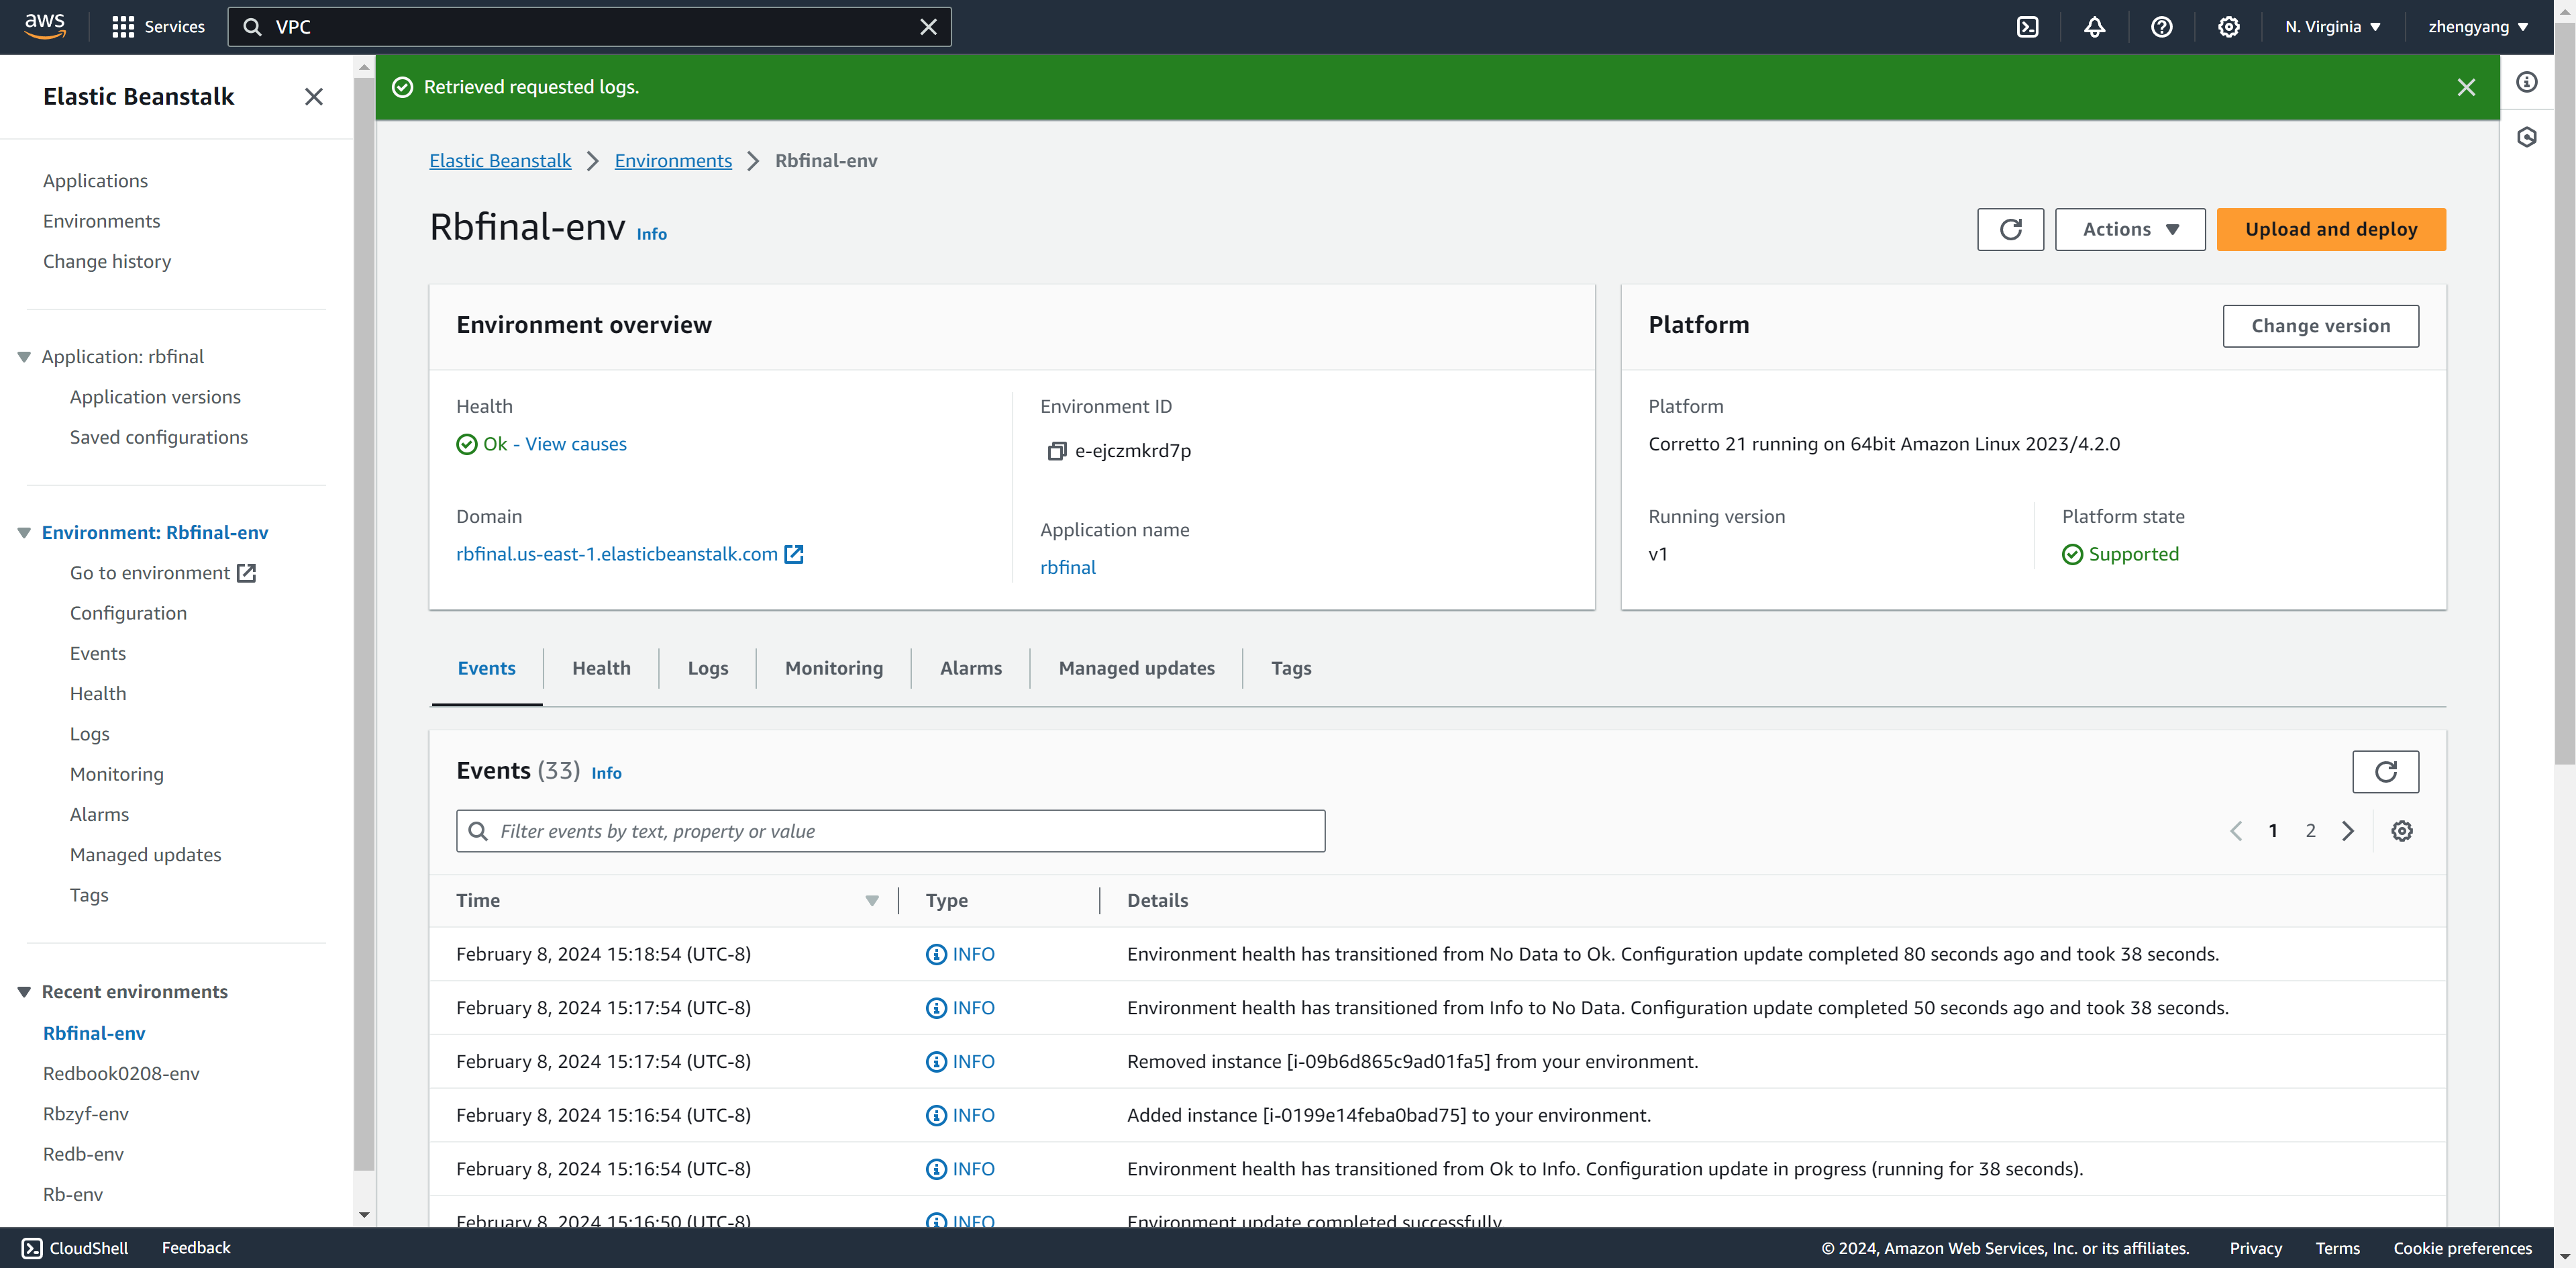 aws
Services
VPC
N. Virginia ▼
zhengyang ▼
Elastic Beanstalk
Applications
Environments
Change history
Application: rbfinal
Application versions
Saved configurations
Environment: Rbfinal-env
Go to environment
Configuration
Events
Health
Logs
Monitoring
Alarms
Managed updates
Tags
Recent environments
Rbfinal-env
Redbook0208-env
Rbzyf-env
Redb-env
Rb-env
Retrieved requested logs.
Elastic Beanstalk > Environments > Rbfinal-env
Rbfinal-env Info
Actions ▼
Upload and deploy
Environment overview
Health
Ok - View causes
Domain
rbfinal.us-east-1.elasticbeanstalk.com
Environment ID
e-ejczmkrd7p
Application name
rbfinal
Platform
Change version
Platform
Corretto 21 running on 64bit Amazon Linux 2023/4.2.0
Running version
v1
Platform state
Supported
Events Health Logs Monitoring Alarms Managed updates Tags
Events (33) Info
Filter events by text, property or value
1 2
Time Type Details
February 8, 2024 15:18:54 (UTC-8) INFO Environment health has transitioned from No Data to Ok. Configuration update completed 80 seconds ago and took 38 seconds.
February 8, 2024 15:17:54 (UTC-8) INFO Environment health has transitioned from Info to No Data. Configuration update completed 50 seconds ago and took 38 seconds.
February 8, 2024 15:17:54 (UTC-8) INFO Removed instance [i-09b6d865c9ad01fa5] from your environment.
February 8, 2024 15:16:54 (UTC-8) INFO Added instance [i-0199e14feba0bad75] to your environment.
February 8, 2024 15:16:54 (UTC-8) INFO Environment health has transitioned from Ok to Info. Configuration update in progress (running for 38 seconds).
February 8, 2024 15:16:50 (UTC-8) INFO Environment update completed successfully.
CloudShell
Feedback
© 2024, Amazon Web Services, Inc. or its affiliates.
Privacy
Terms
Cookie preferences